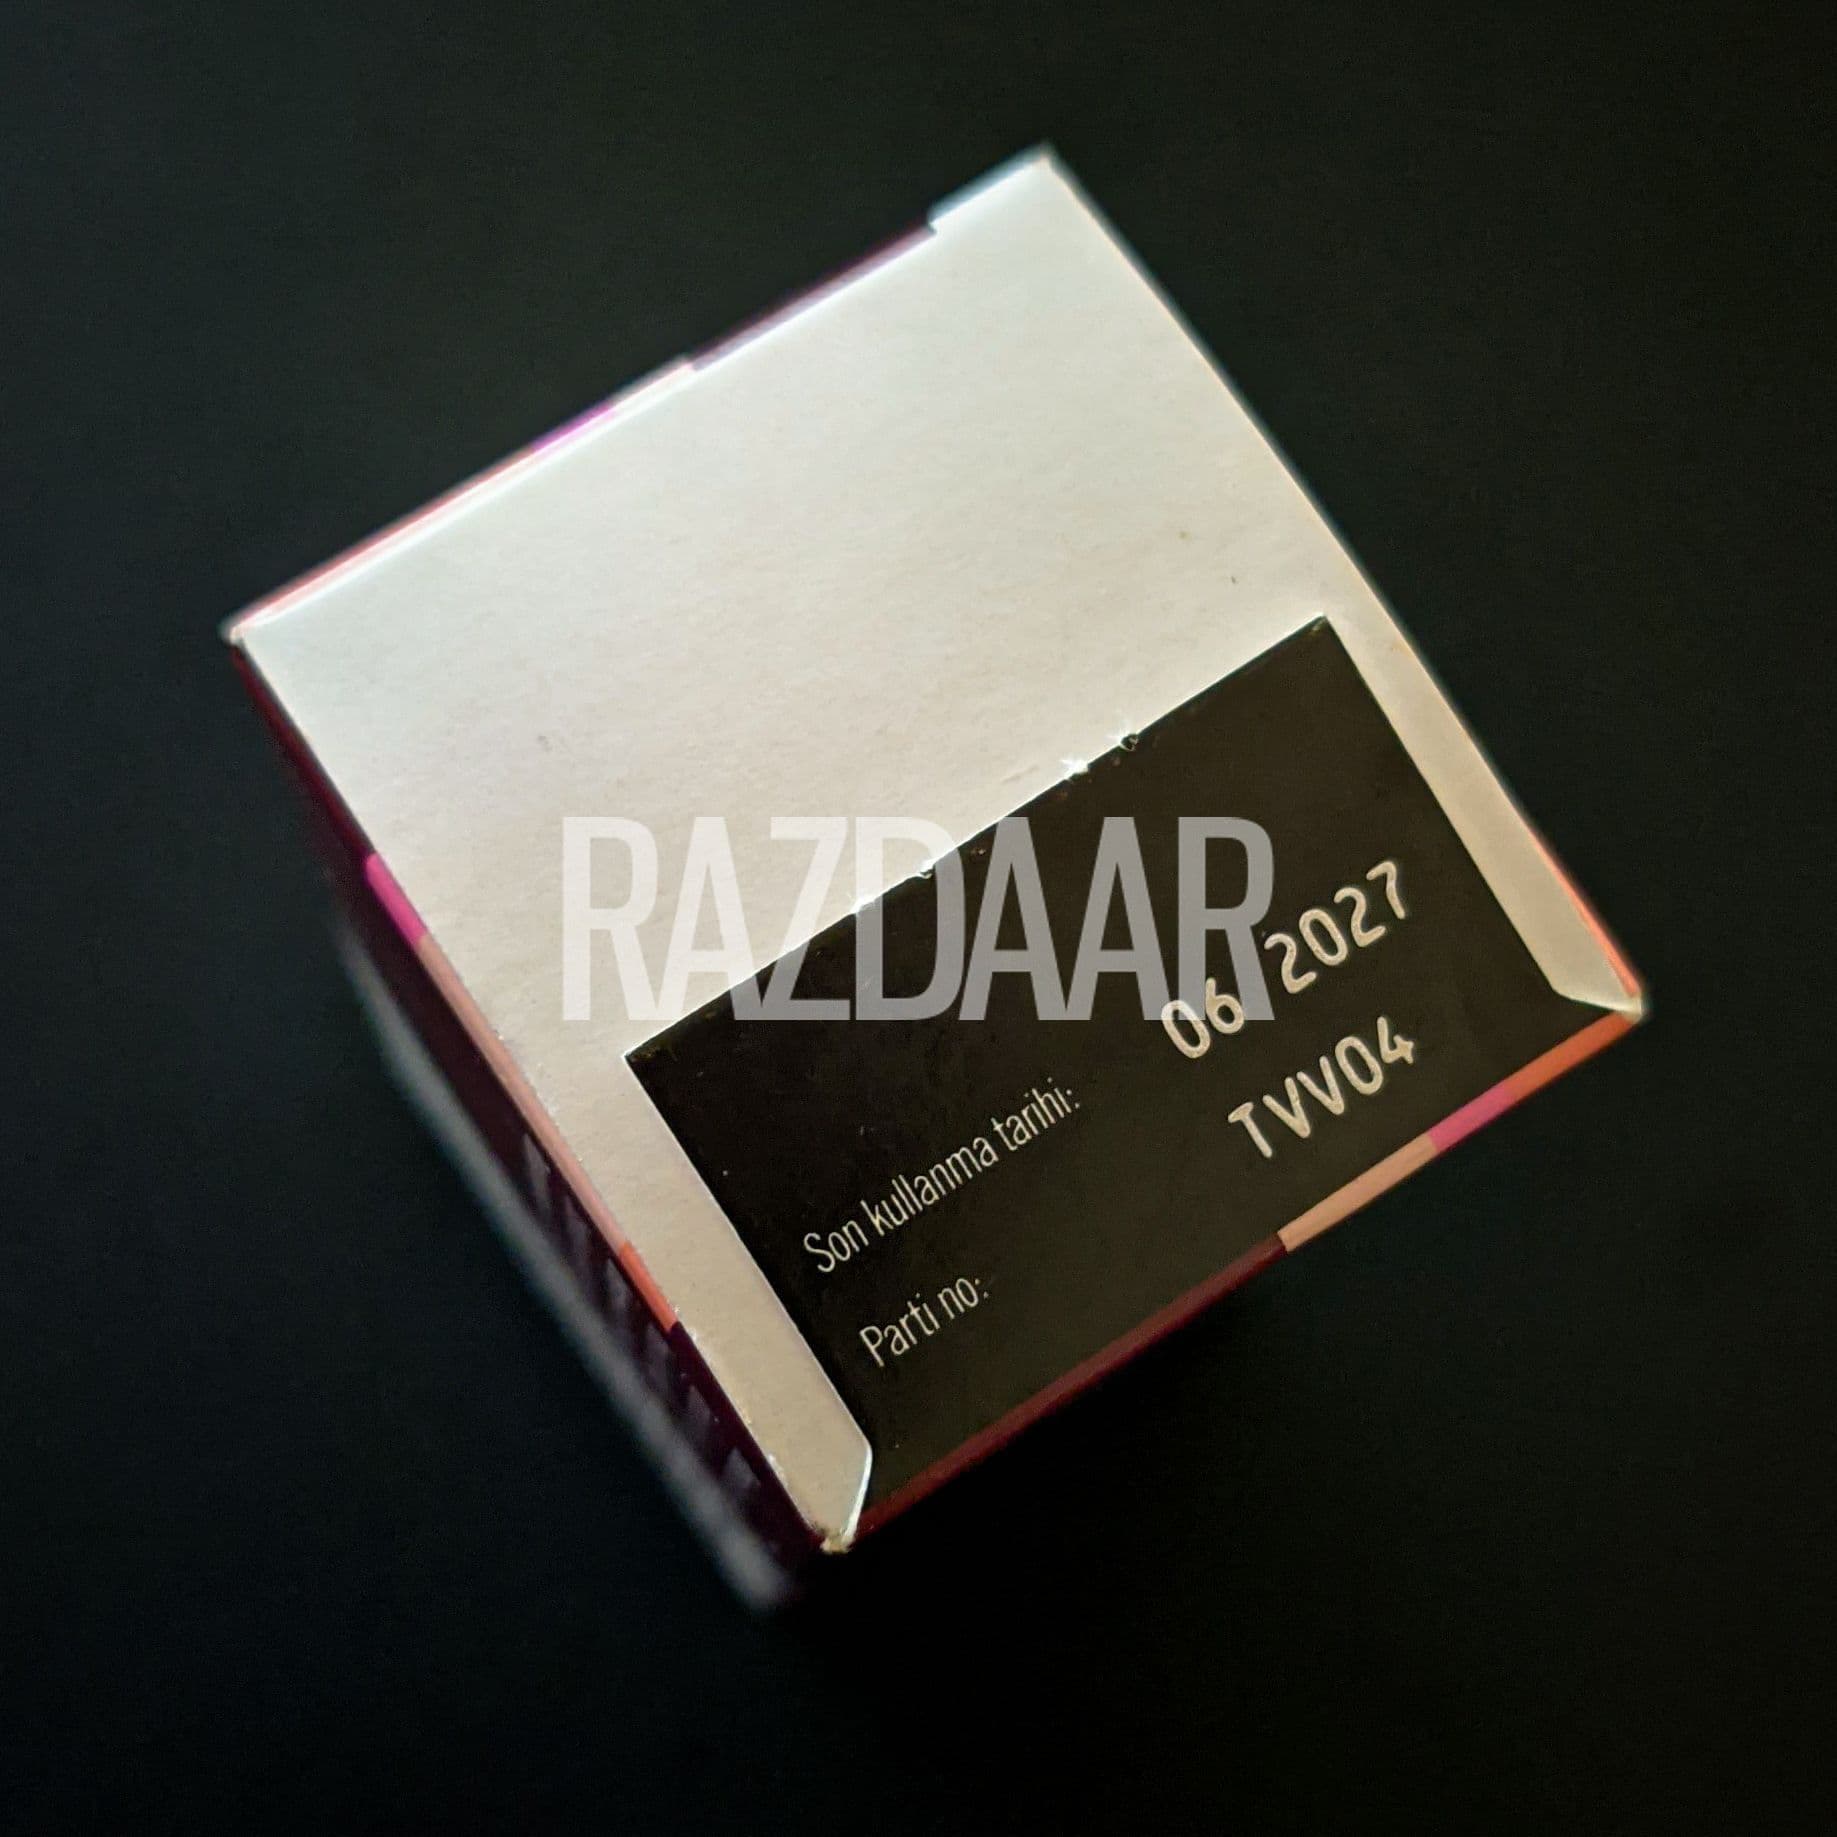 RAZDAAR
Son kullanma tarihi: 06 2027
Parti no: TVV04